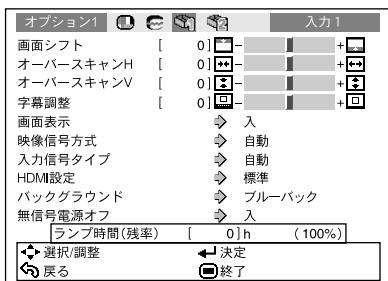 オプション1 入力1
画面シフト [ 0] - +
オーバースキャンH [ 0] - +
オーバースキャンV [ 0] - +
字幕調整 [ 0] - +
画面表示 入
映像信号方式 自動
入力信号タイプ 自動
HDMI設定 標準
バックグラウンド ブルーバック
無信号電源オフ 入
ランプ時間(残率) [ 0]h (100%)
選択/調整 決定
戻る 終了